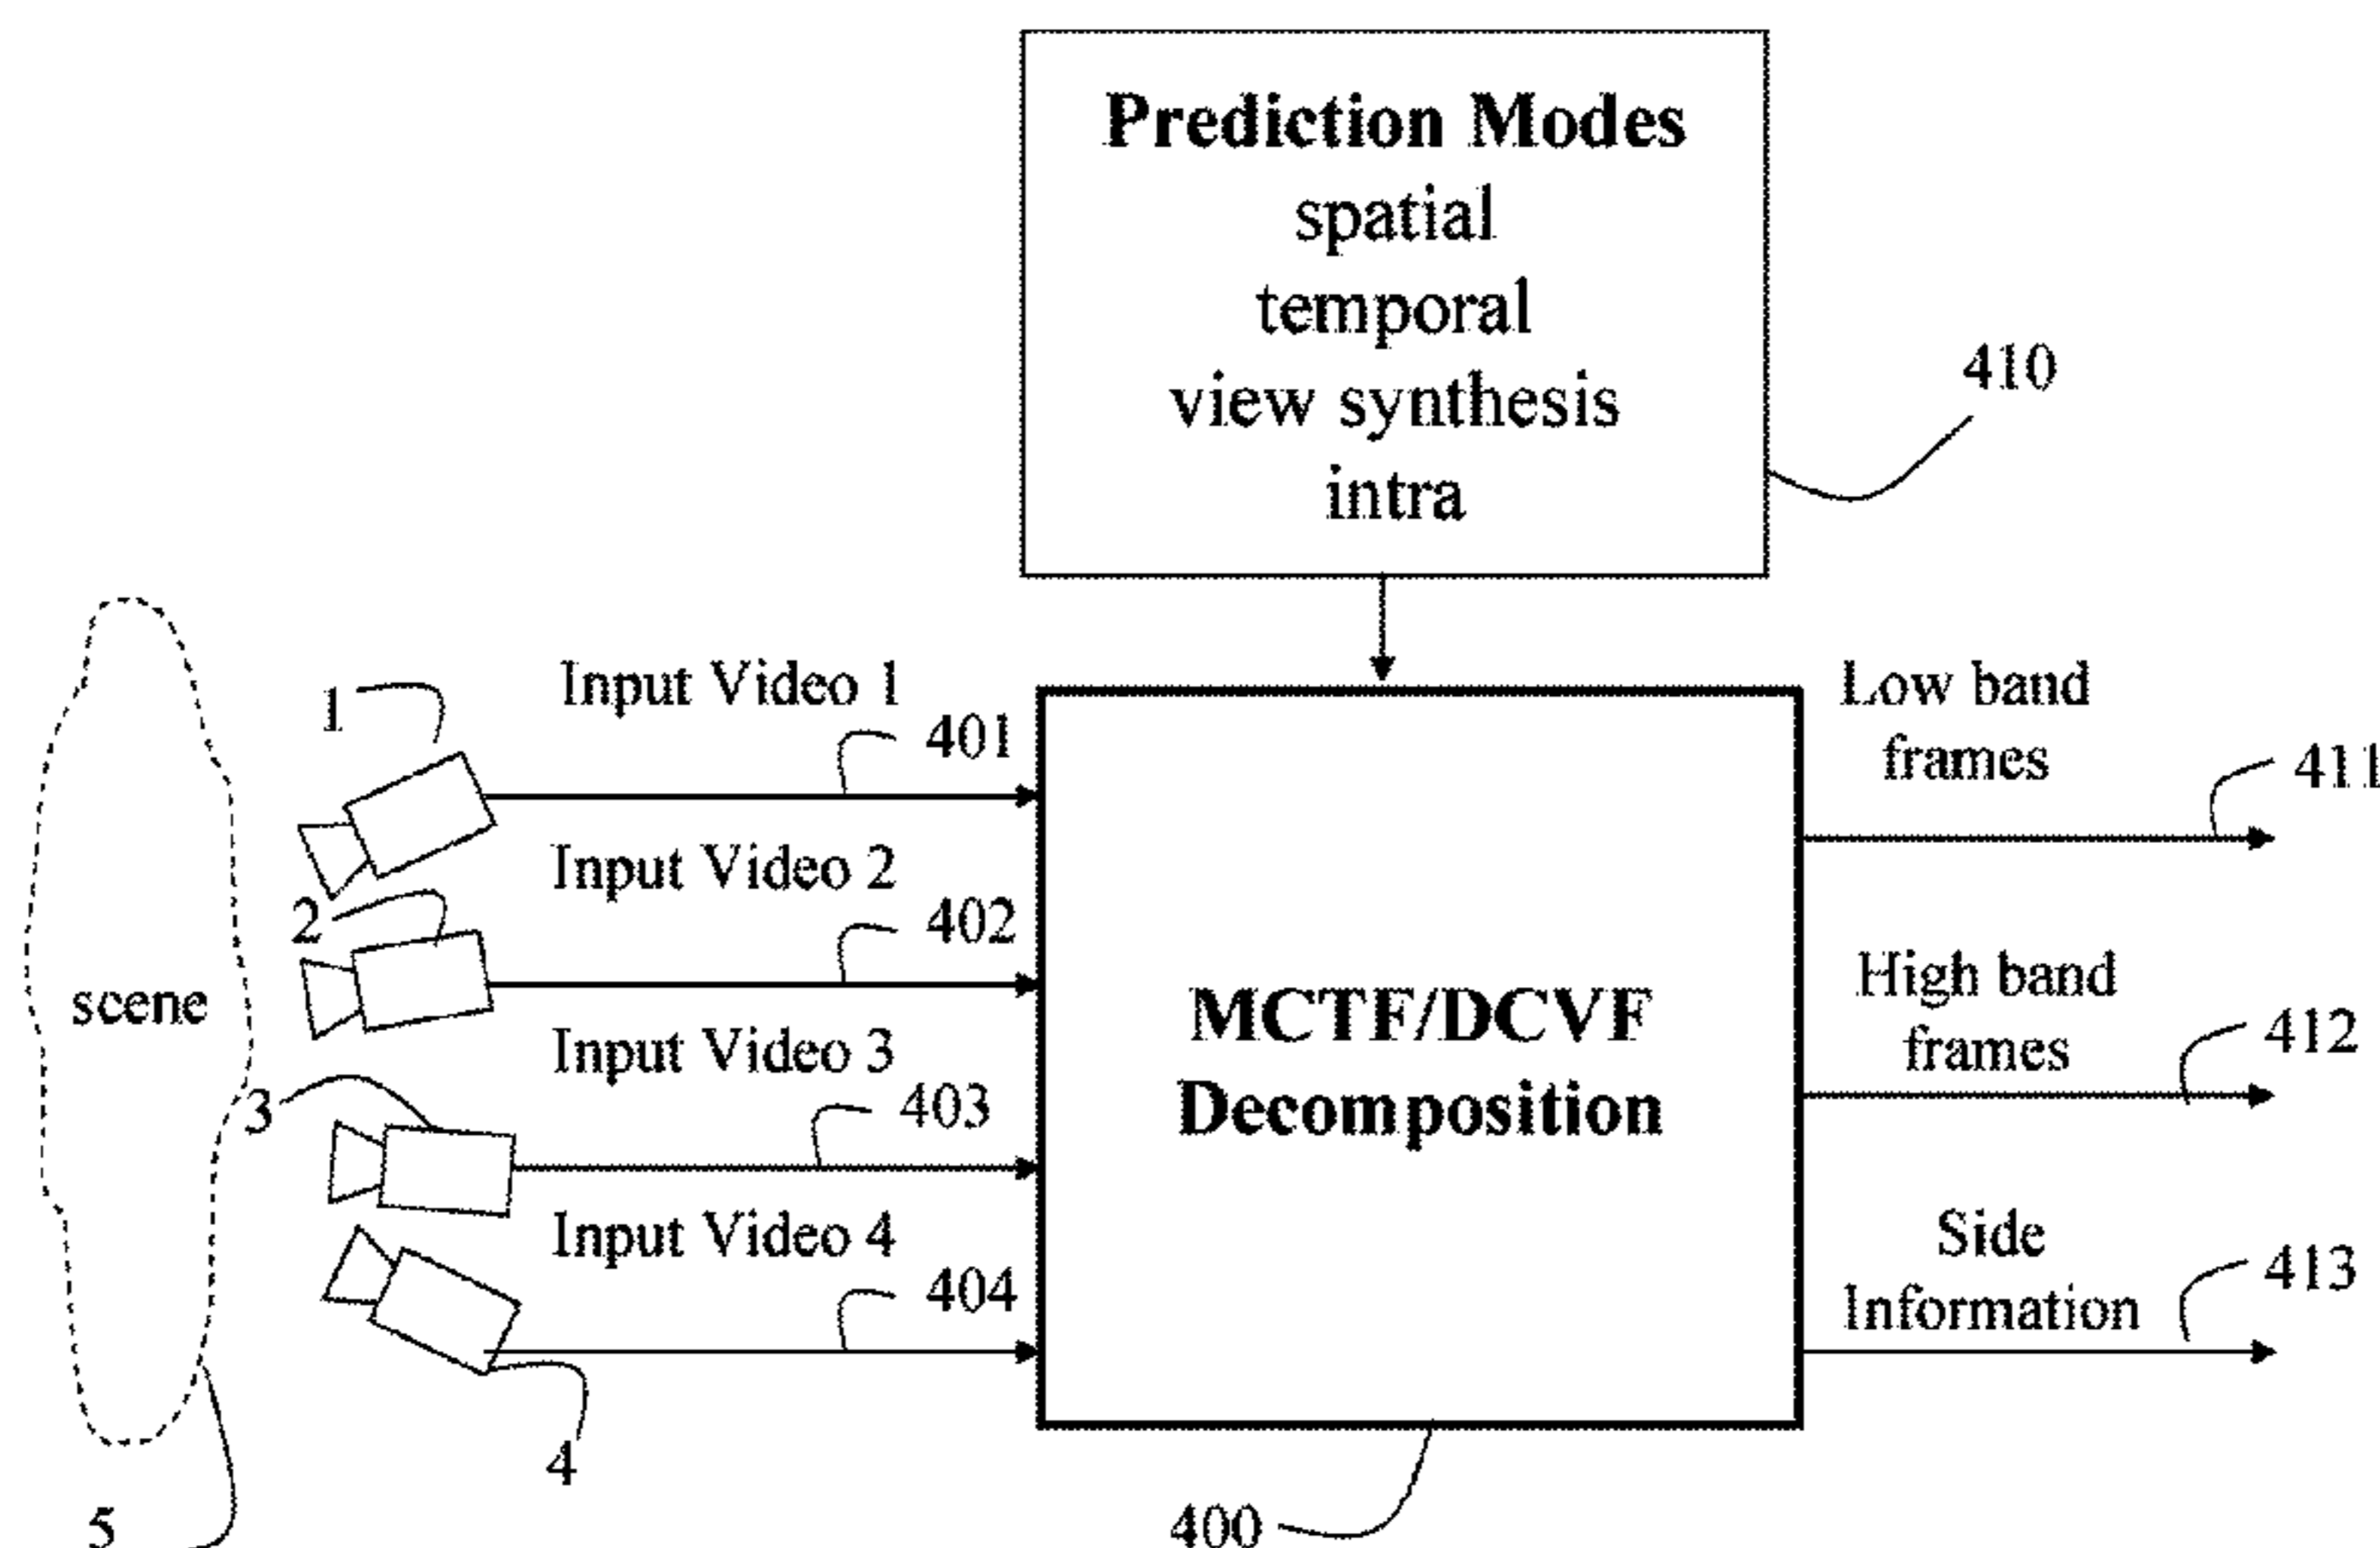 Prediction Modes
spatial
temporal
view synthesis
intra
410
Input Video 1
1
401
Input Video 2
2
402
scene
Input Video 3
3
403
Input Video 4
404
4
5
MCTF/DCVF
Decomposition
400
Low band
frames
411
High band
frames
412
Side
Information
413